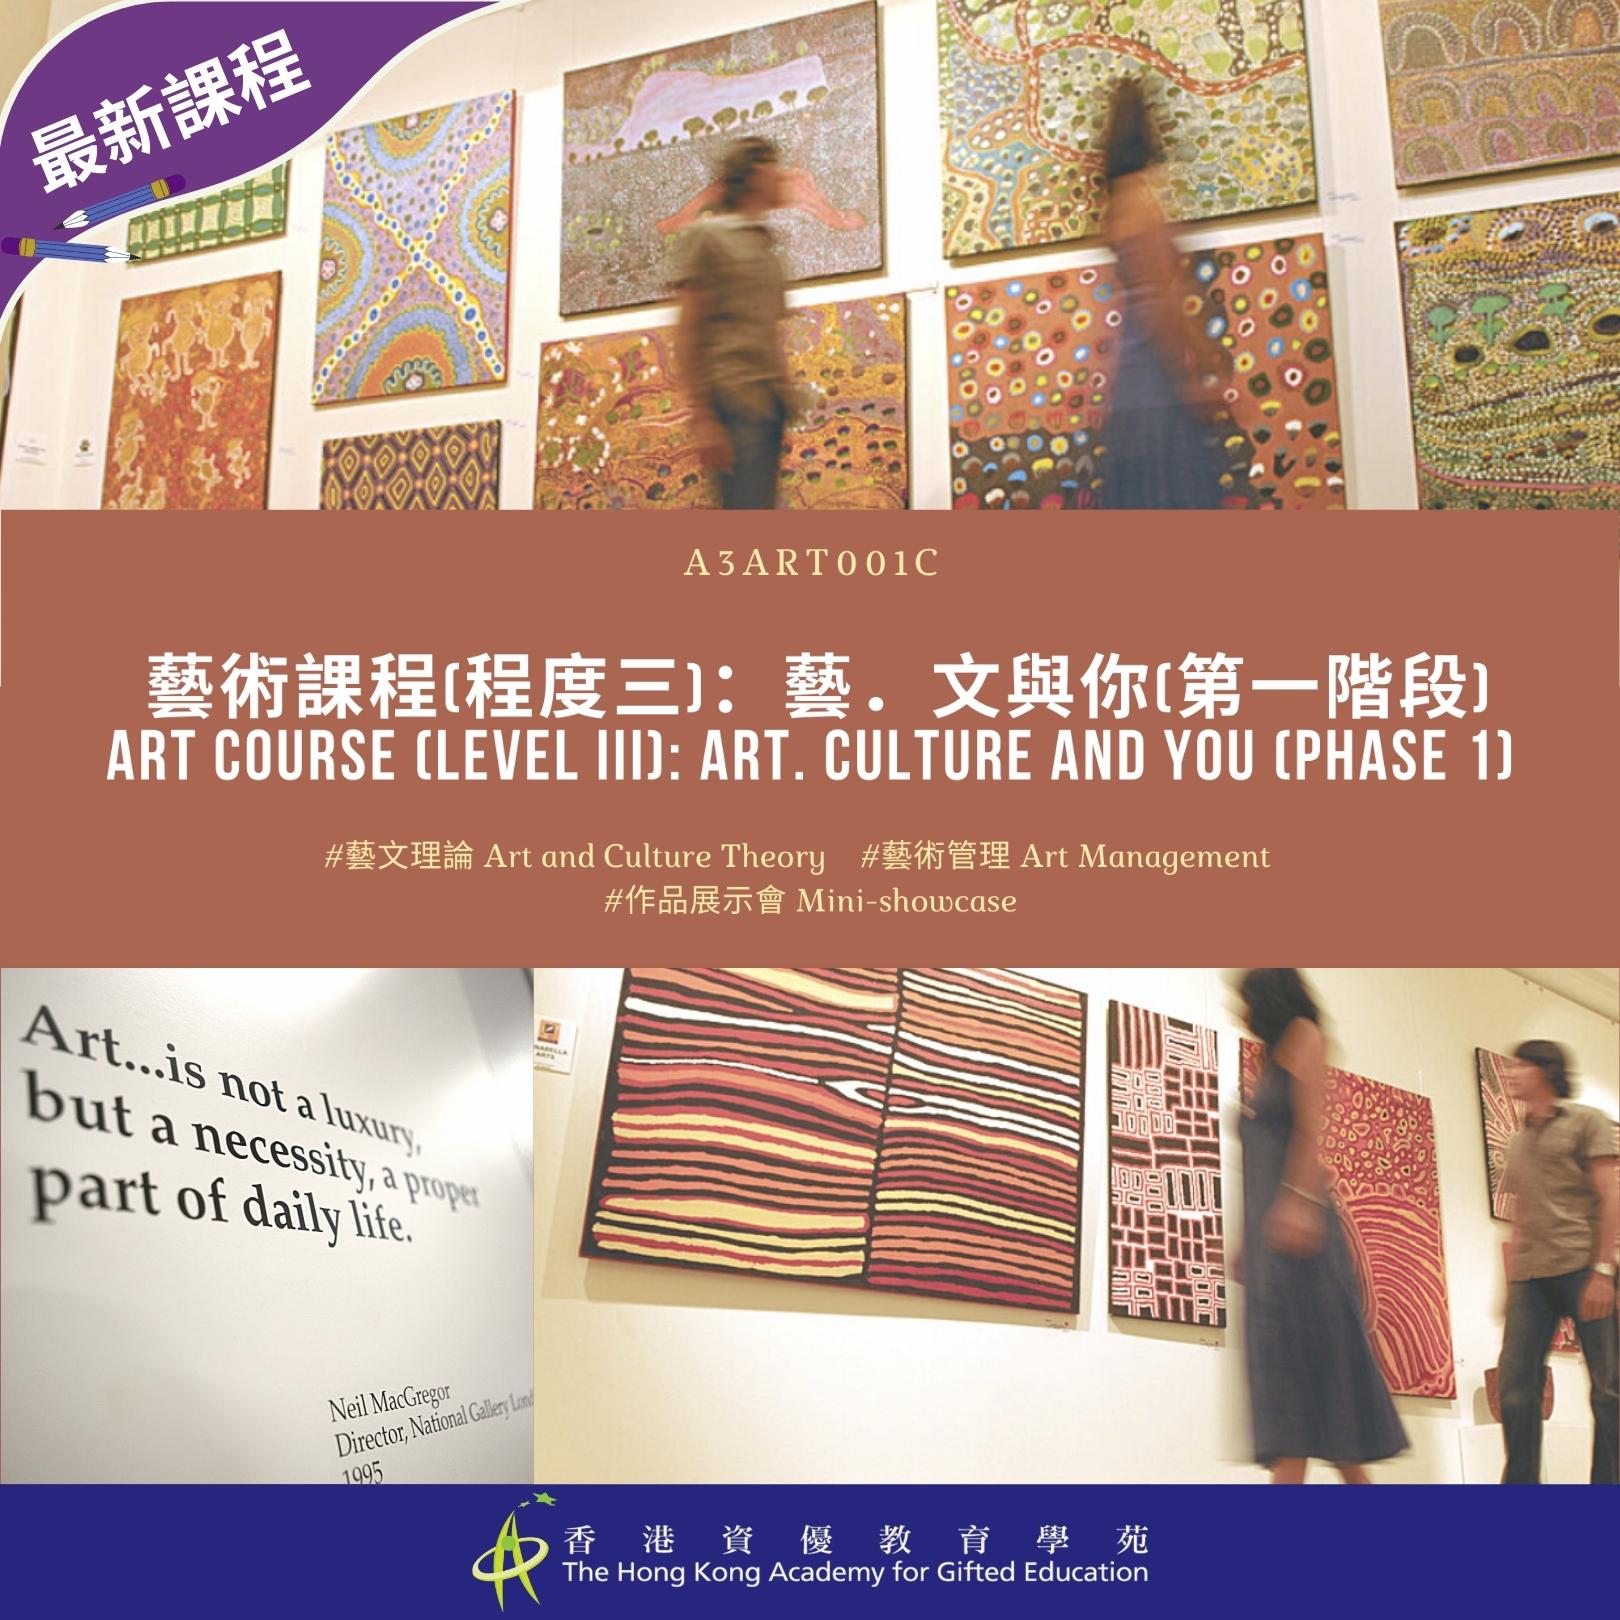 最新課程
A3ART001C
藝術課程(程度三)：藝．文與你(第一階段)
ART COURSE (LEVEL III): ART. CULTURE AND YOU (PHASE 1)
#藝文理論 Art and Culture Theory #藝術管理 Art Management
#作品展示會 Mini-showcase
Art...is not a luxury,
but a necessity, a proper
part of daily life.
Neil MacGregor
Director, National Gallery
1995
ARTS
香港資優教育學苑
The Hong Kong Academy for Gifted Education